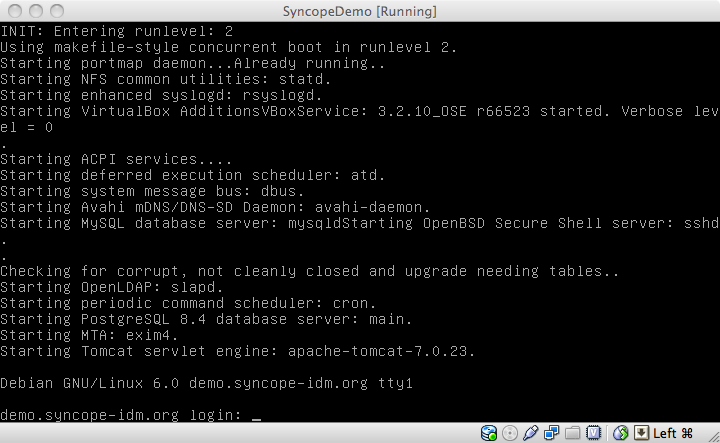 SyncopeDemo [Running]
INIT: Entering runlevel: 2
Using makefile-style concurrent boot in runlevel 2.
Starting portmap daemon...Already running..
Starting NFS common utilities: statd.
Starting enhanced syslogd: rsyslogd.
Starting VirtualBox AdditionsVBoxService: 3.2.10_OSE r66523 started. Verbose lev
el = 0
.
Starting ACPI services....
Starting deferred execution scheduler: atd.
Starting system message bus: dbus.
Starting Avahi mDNS/DNS-SD Daemon: avahi-daemon.
Starting MySQL database server: mysqldStarting OpenBSD Secure Shell server: sshd
.
.
Checking for corrupt, not cleanly closed and upgrade needing tables..
Starting OpenLDAP: slapd.
Starting periodic command scheduler: cron.
Starting PostgreSQL 8.4 database server: main.
Starting MTA: exim4.
Starting Tomcat servlet engine: apache-tomcat-7.0.23.
Debian GNU/Linux 6.0 demo.syncope-idm.org tty1
demo.syncope-idm.org login: _
Left ⌘